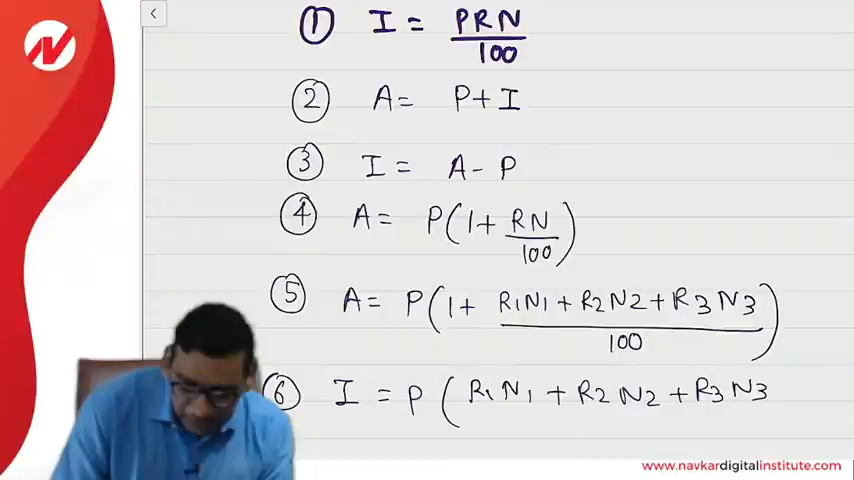 ① I = PRN
100
② A = P + I
③ I = A - P
④ A = P(1 + RN
100)
⑤ A = P(1 + R1N1 + R2N2 + R3N3
100)
⑥ I = P(R1N1 + R2N2 + R3N3
www.navkardigitalinstitute.com